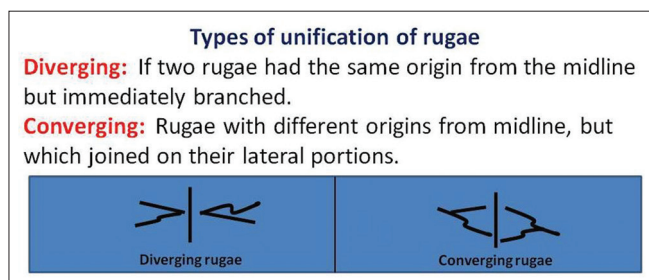 Types of unification of rugae
Diverging: If two rugae had the same origin from the midline
but immediately branched.
Converging: Rugae with different origins from midline, but
which joined on their lateral portions.
Diverging rugae
Converging rugae